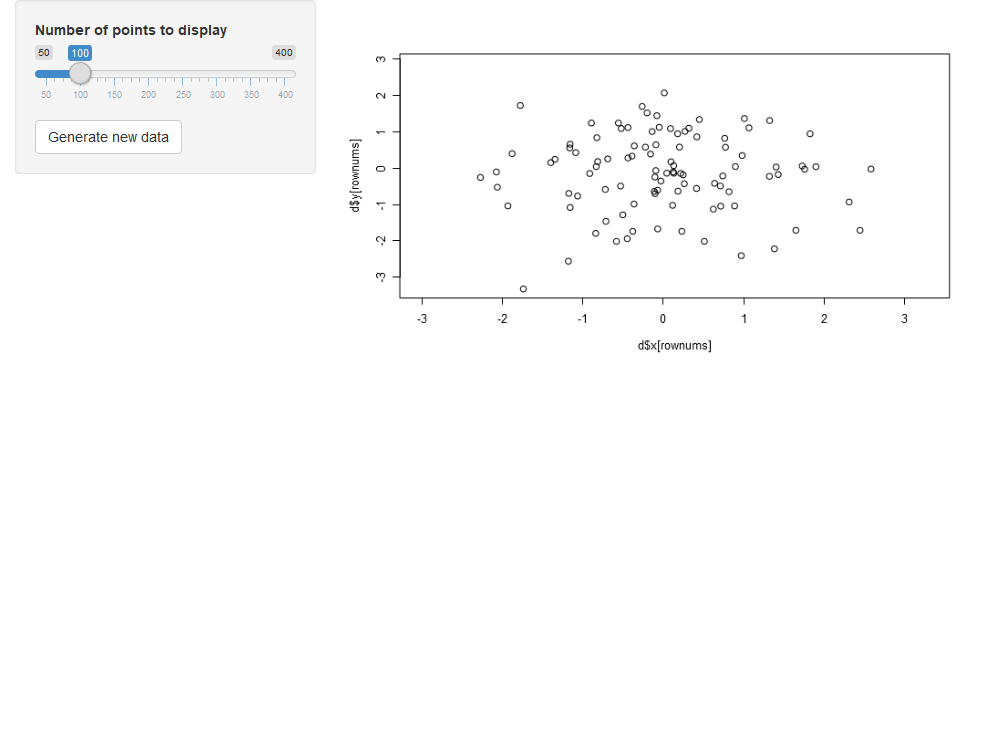 Number of points to display
50 100 400
50 100 150 200 250 300 350 400
Generate new data
3
2
1
0
-1
-2
-3
d$y[rownums]
-3 -2 -1 0 1 2 3
d$x[rownums]